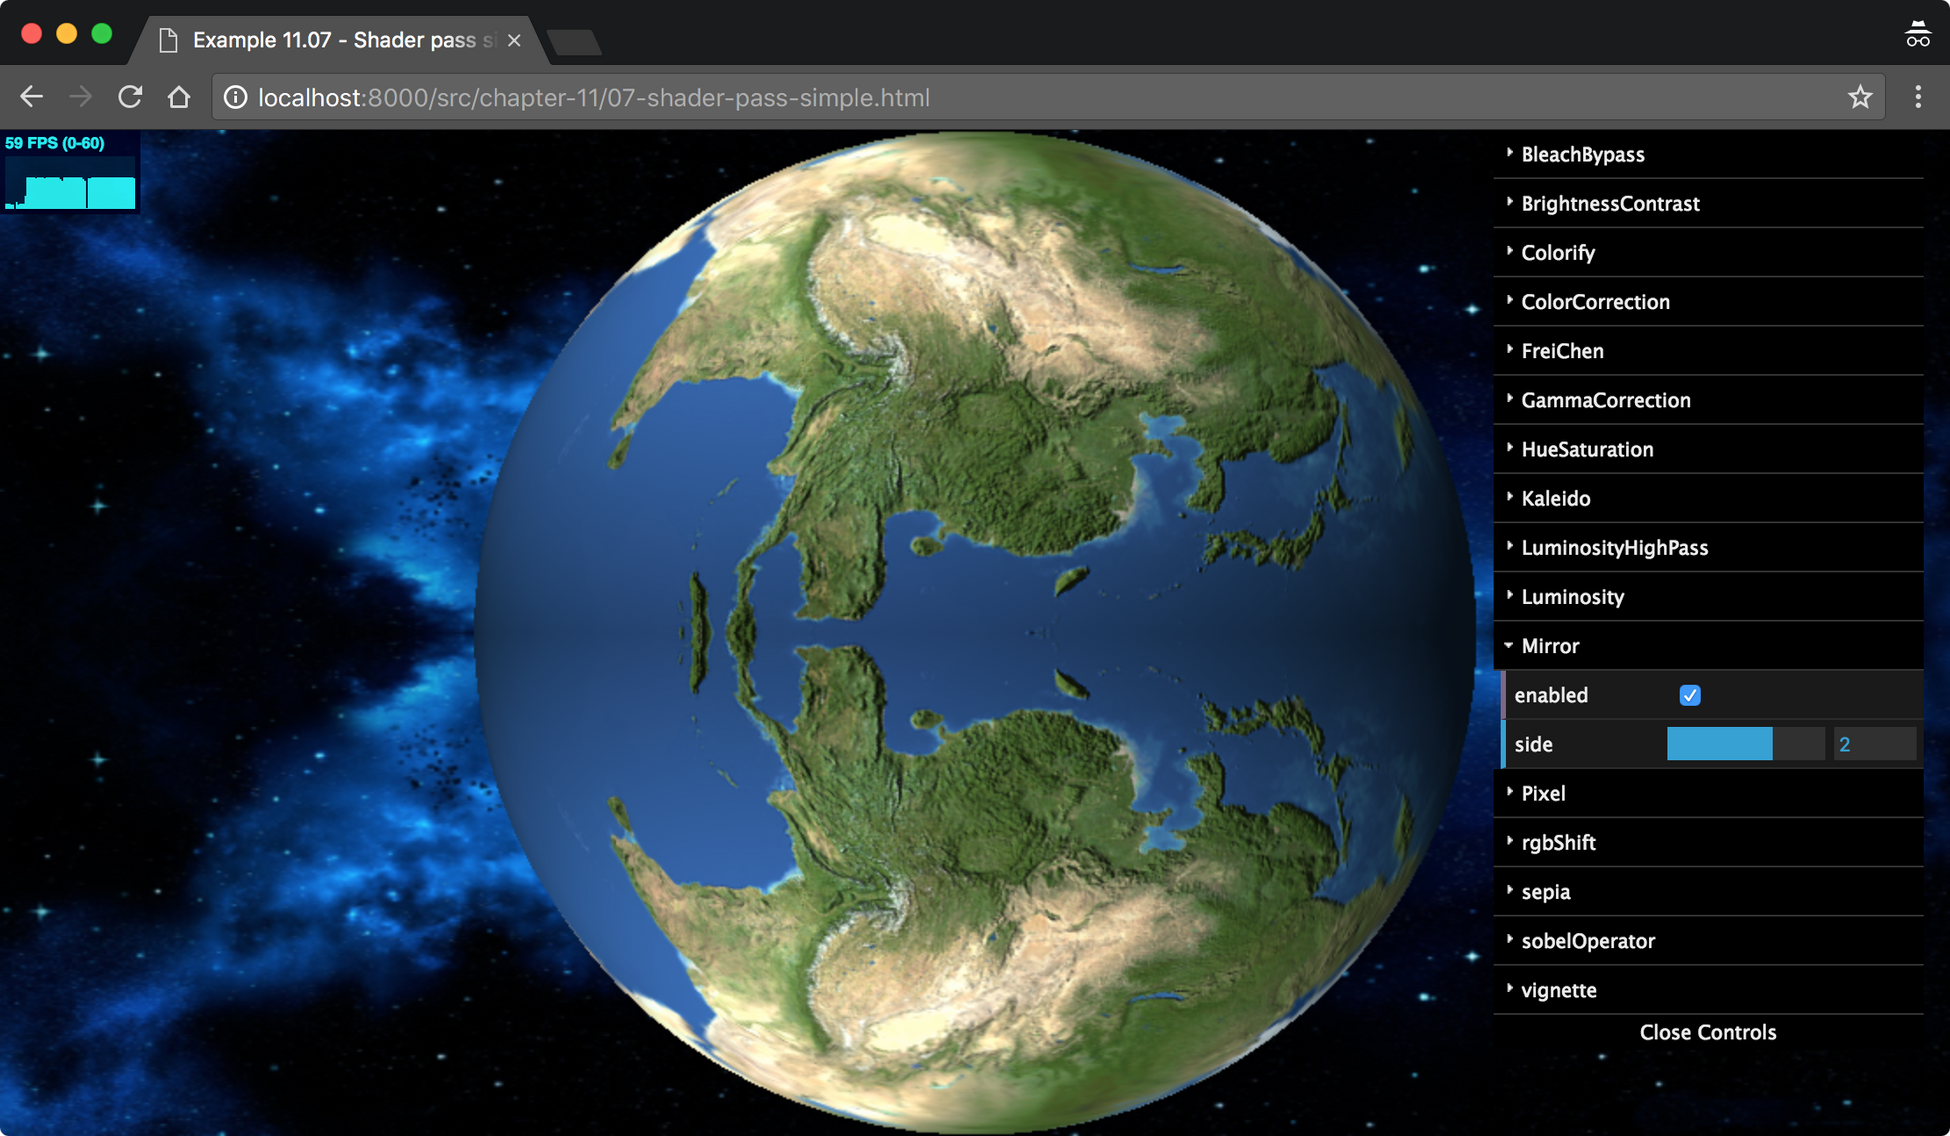 Example 11.07 - Shader pass si
localhost:8000/src/chapter-11/07-shader-pass-simple.html
59 FPS (0-60)
BleachBypass
BrightnessContrast
Colorify
ColorCorrection
FreiChen
GammaCorrection
HueSaturation
Kaleido
LuminosityHighPass
Luminosity
Mirror
enabled
side 2
Pixel
rgbShift
sepia
sobelOperator
vignette
Close Controls